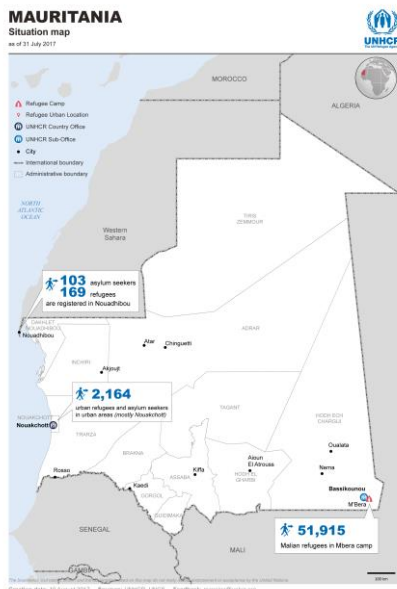 MAURITANIA
Situation map
as of 31 July 2017
UNHCR
The UN Refugee Agency
MOROCCO
ALGERIA
Refugee Camp
Refugee Urban Location
UNHCR Country Office
UNHCR Sub-Office
City
International boundary
Administrative boundary
NORTH
ATLANTIC
OCEAN
TIRIS
ZEMMOUR
Western
Sahara
103 asylum seekers
169 refugees
are registered in Nouadhibou
DAKHLET
NOUADHIBOU
Nouadhibou
ADRAR
Atar
Chinguetti
INCHIRI
Akjoujt
2,164
urban refugees and asylum seekers
in urban areas (mostly Nouakchott)
NOUAKCHOTT
Nouakchott
TAGANT
HODH ECH
CHARGUI
TRARZA
BRAKNA
Oualata
Aioun
El Atrouss
Nema
Kiffa
ASSABA
HODH EL
GHARBI
Rosso
Kaedi
GORGOL
GUIDIMAKA
Bassikounou
M'Bera
SENEGAL
MALI
51,915
Malian refugees in Mbera camp
GAMBIA